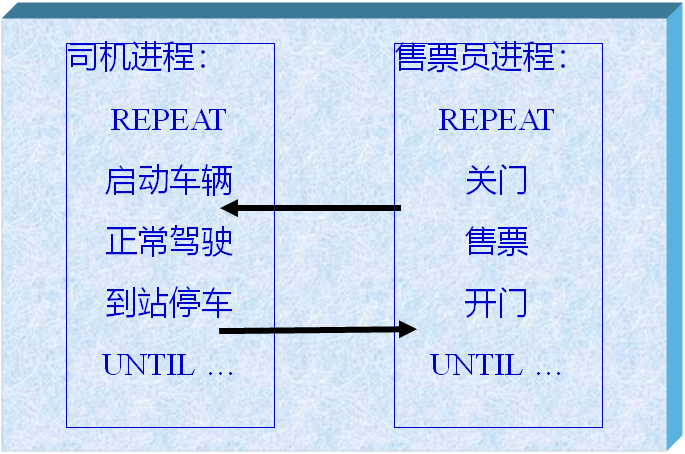 司机进程：
REPEAT
启动车辆
正常驾驶
到站停车
UNTIL …
售票员进程：
REPEAT
关门
售票
开门
UNTIL …